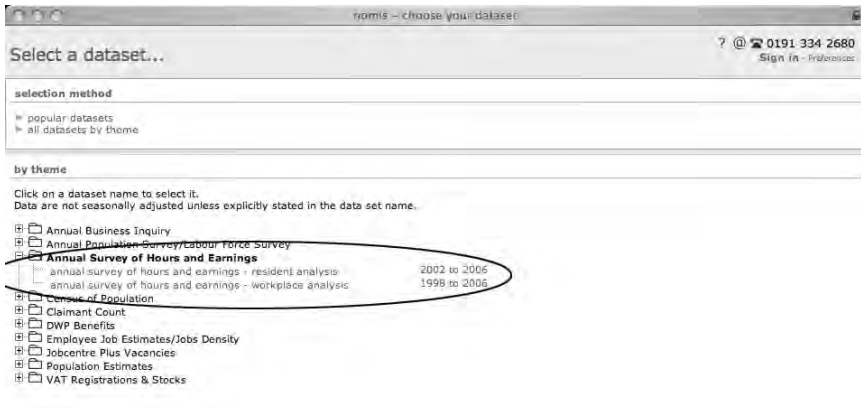 nomis – choose your dataset
Select a dataset...
? @ ☎ 0191 334 2680
Sign in - Preferences
selection method
popular datasets
all datasets by theme
by theme
Click on a dataset name to select it.
Data are not seasonally adjusted unless explicitly stated in the data set name.
Annual Business Inquiry
Annual Population Survey/Labour Force Survey
Annual Survey of Hours and Earnings
annual survey of hours and earnings - resident analysis 2002 to 2006
annual survey of hours and earnings - workplace analysis 1998 to 2006
Census of Population
Claimant Count
DWP Benefits
Employee Job Estimates/Jobs Density
Jobcentre Plus Vacancies
Population Estimates
VAT Registrations & Stocks